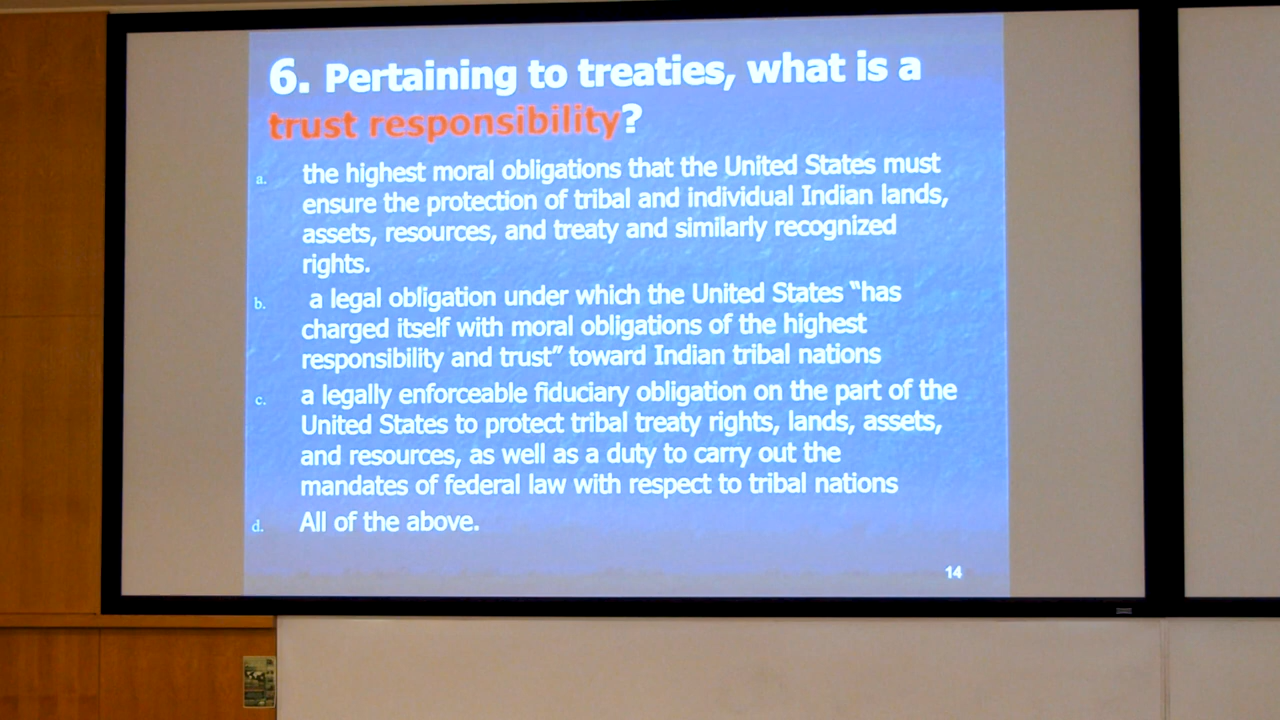 6. Pertaining to treaties, what is a
trust responsibility?
a. the highest moral obligations that the United States must
ensure the protection of tribal and individual Indian lands,
assets, resources, and treaty and similarly recognized
rights.
b. a legal obligation under which the United States “has
charged itself with moral obligations of the highest
responsibility and trust” toward Indian tribal nations
c. a legally enforceable fiduciary obligation on the part of the
United States to protect tribal treaty rights, lands, assets,
and resources, as well as a duty to carry out the
mandates of federal law with respect to tribal nations
d. All of the above.
14